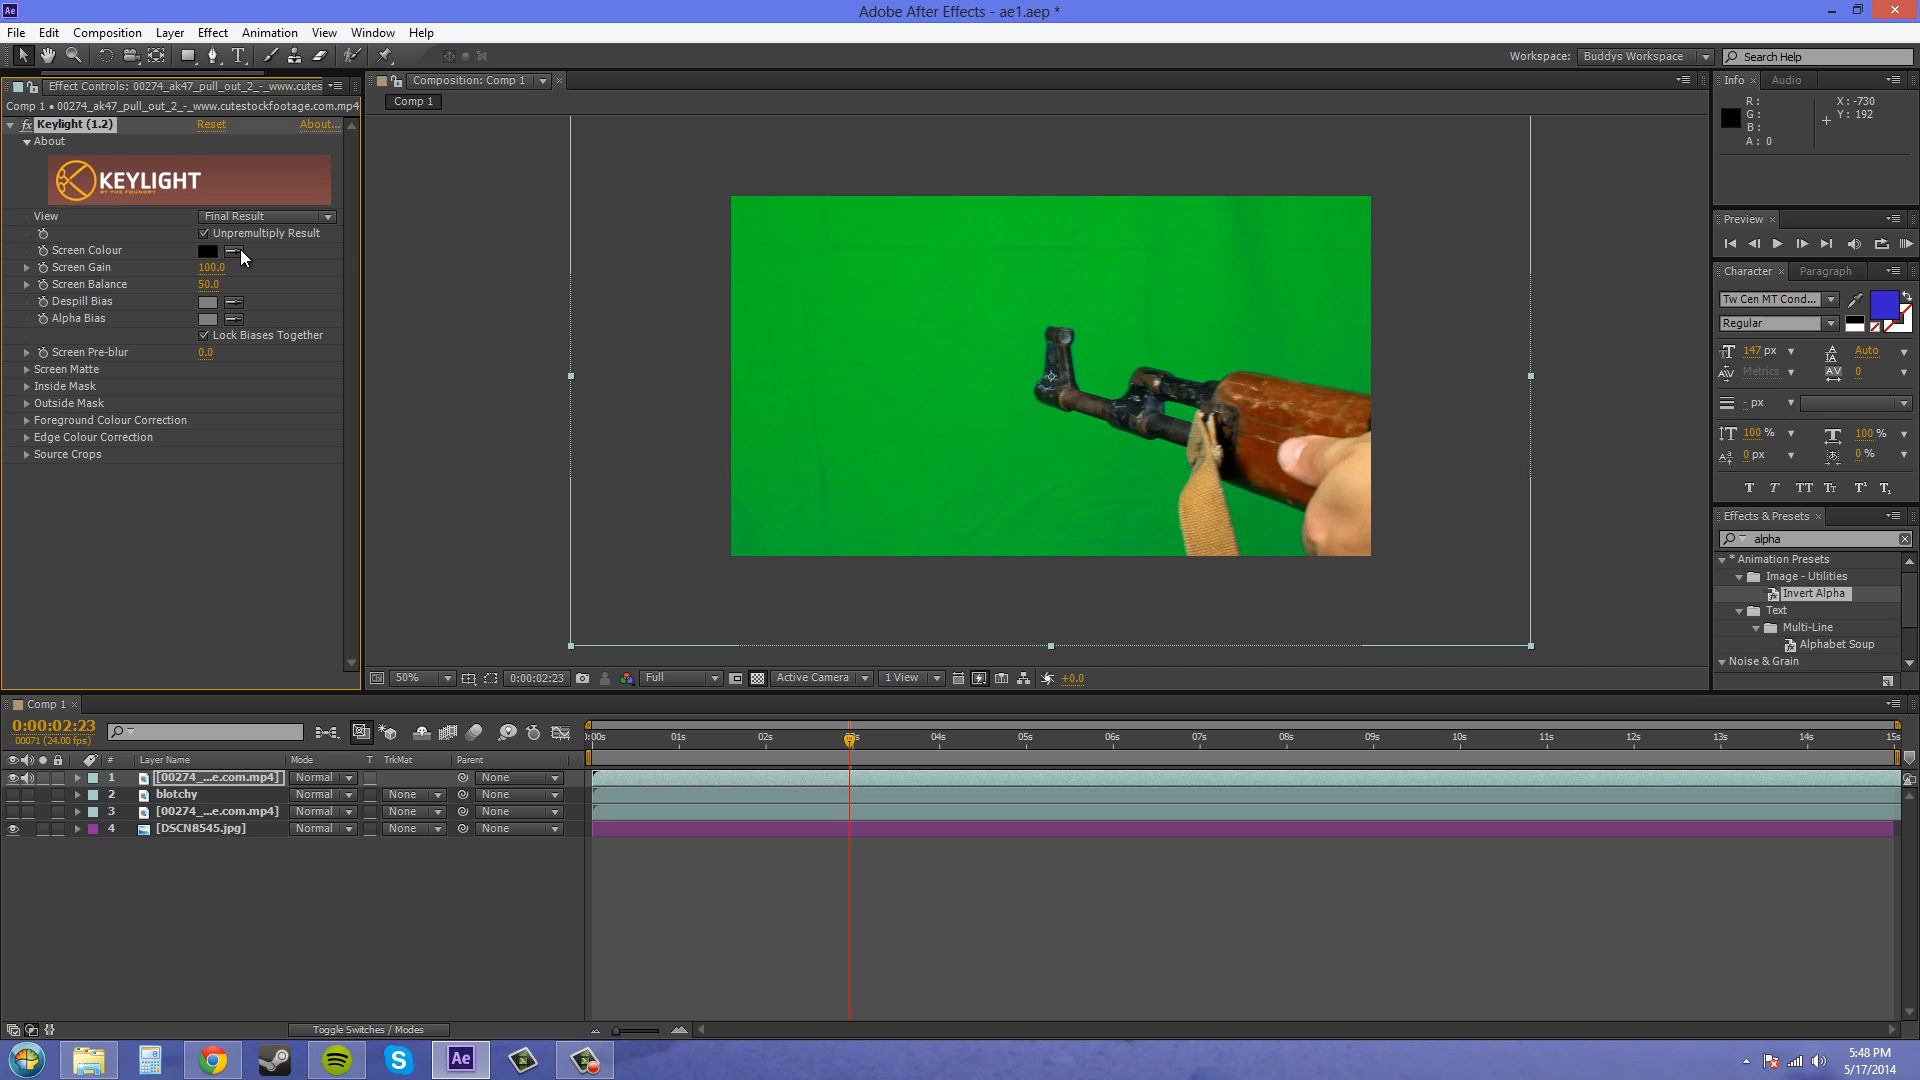 Ae
Adobe After Effects - ae1.aep *
File Edit Composition Layer Effect Animation View Window Help
Workspace: Buddys Workspace Search Help
Effect Controls: 00274_ak47_pull_out_2_-_www.cutes
Comp 1 • 00274_ak47_pull_out_2_-_www.cutestockfootage.com.mp4
fx Keylight (1.2) Reset About...
About
KEYLIGHT
BY THE FOUNDRY
View Final Result
Unpremultiply Result
Screen Colour
Screen Gain 100.0
Screen Balance 50.0
Despill Bias
Alpha Bias
Lock Biases Together
Screen Pre-blur 0.0
Screen Matte
Inside Mask
Outside Mask
Foreground Colour Correction
Edge Colour Correction
Source Crops
Composition: Comp 1
Comp 1
50% 0:00:02:23 Full Active Camera 1 View +0.0
Info Audio
R: X: -730
G: Y: 192
B:
A: 0
Preview
Character Paragraph
Tw Cen MT Cond...
Regular
147 px Auto
Metrics 0
- px
100 % 100 %
0 px 0 %
T T TT Tt T¹ T₁
Effects & Presets
alpha
* Animation Presets
Image - Utilities
Invert Alpha
Text
Multi-Line
Alphabet Soup
Noise & Grain
Comp 1
0:00:02:23
00071 (24.00 fps)
):00s 01s 02s 04s 05s 06s 07s 08s 09s 10s 11s 12s 13s 14s 15s
# Layer Name Mode T TrkMat Parent
1 [00274_...e.com.mp4] Normal None
2 blotchy Normal None None
3 [00274_...e.com.mp4] Normal None None
4 [DSCN8545.jpg] Normal None None
Toggle Switches / Modes
Ae
5:48 PM
5/17/2014